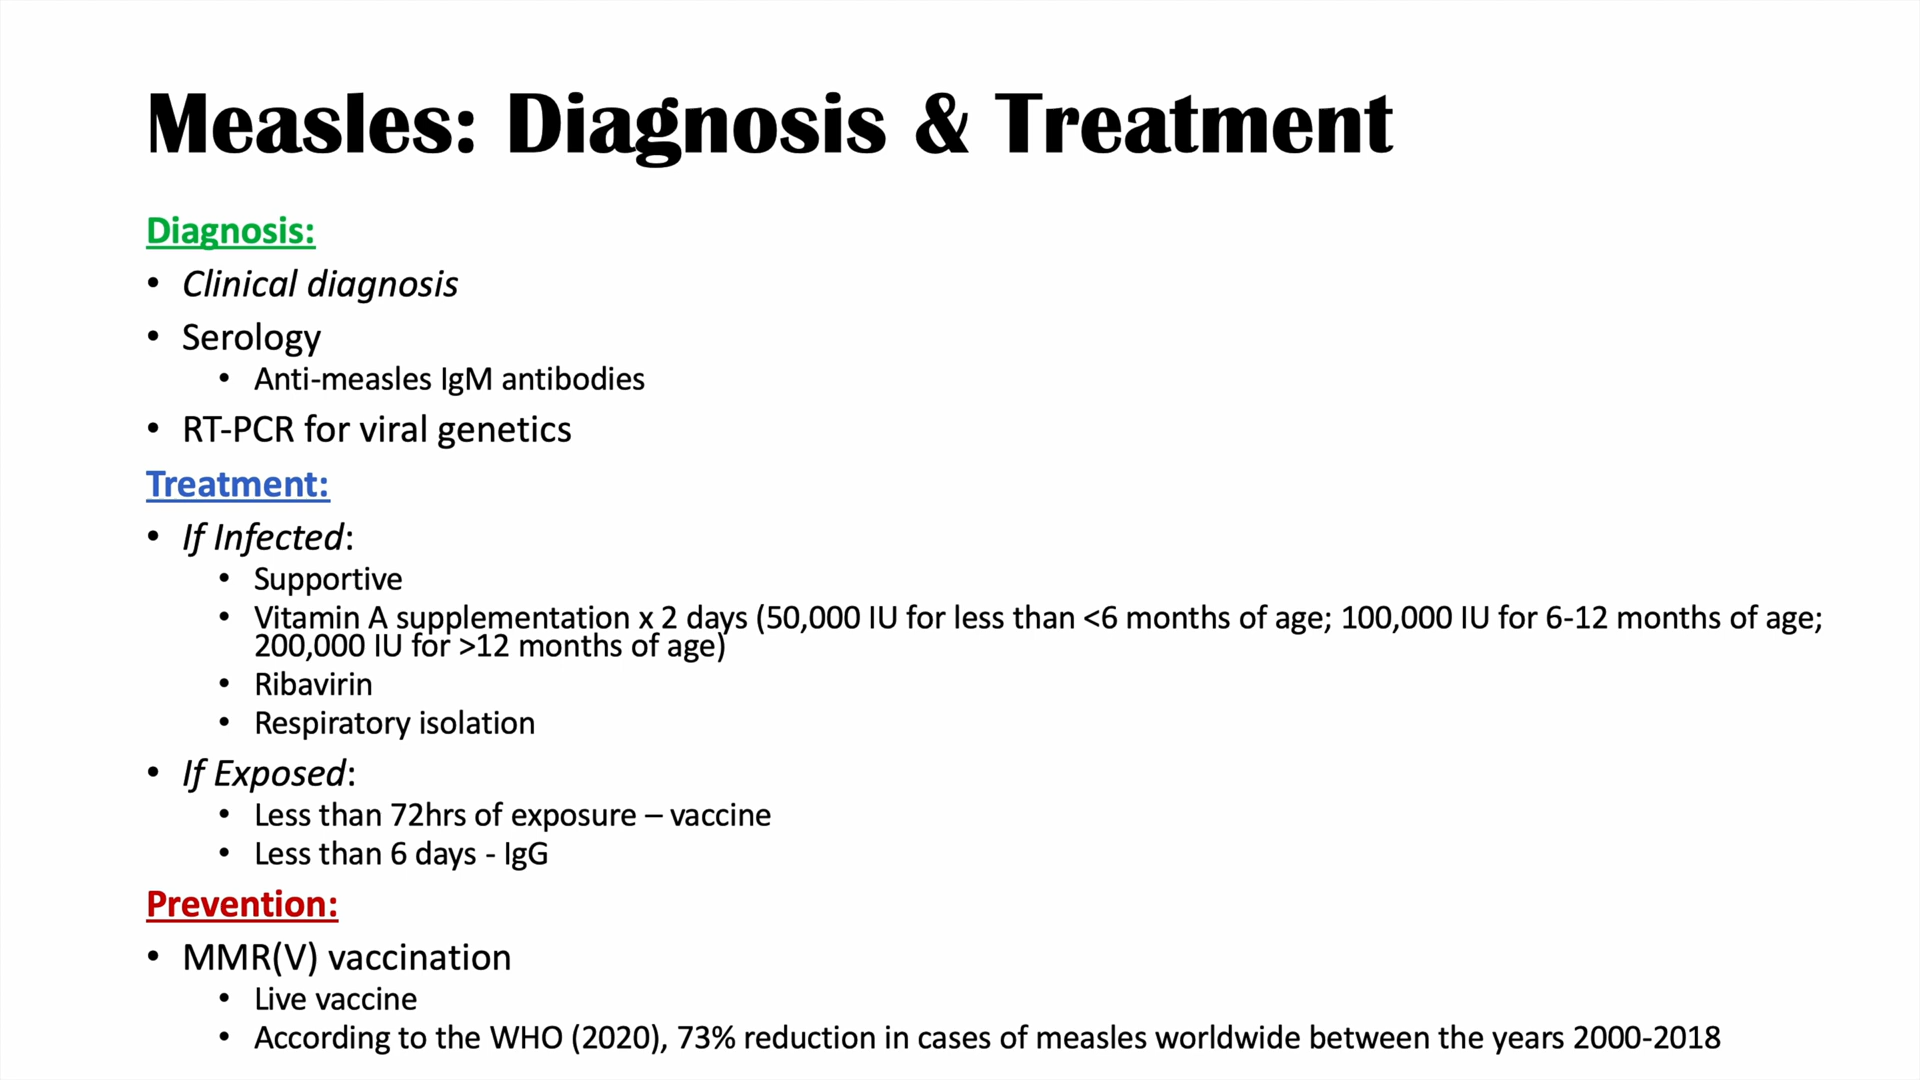 Measles: Diagnosis & Treatment
Diagnosis:
• Clinical diagnosis
• Serology
• Anti-measles IgM antibodies
• RT-PCR for viral genetics
Treatment:
• If Infected:
• Supportive
• Vitamin A supplementation x 2 days (50,000 IU for less than <6 months of age; 100,000 IU for 6-12 months of age;
200,000 IU for >12 months of age)
• Ribavirin
• Respiratory isolation
• If Exposed:
• Less than 72hrs of exposure – vaccine
• Less than 6 days - IgG
Prevention:
• MMR(V) vaccination
• Live vaccine
• According to the WHO (2020), 73% reduction in cases of measles worldwide between the years 2000-2018